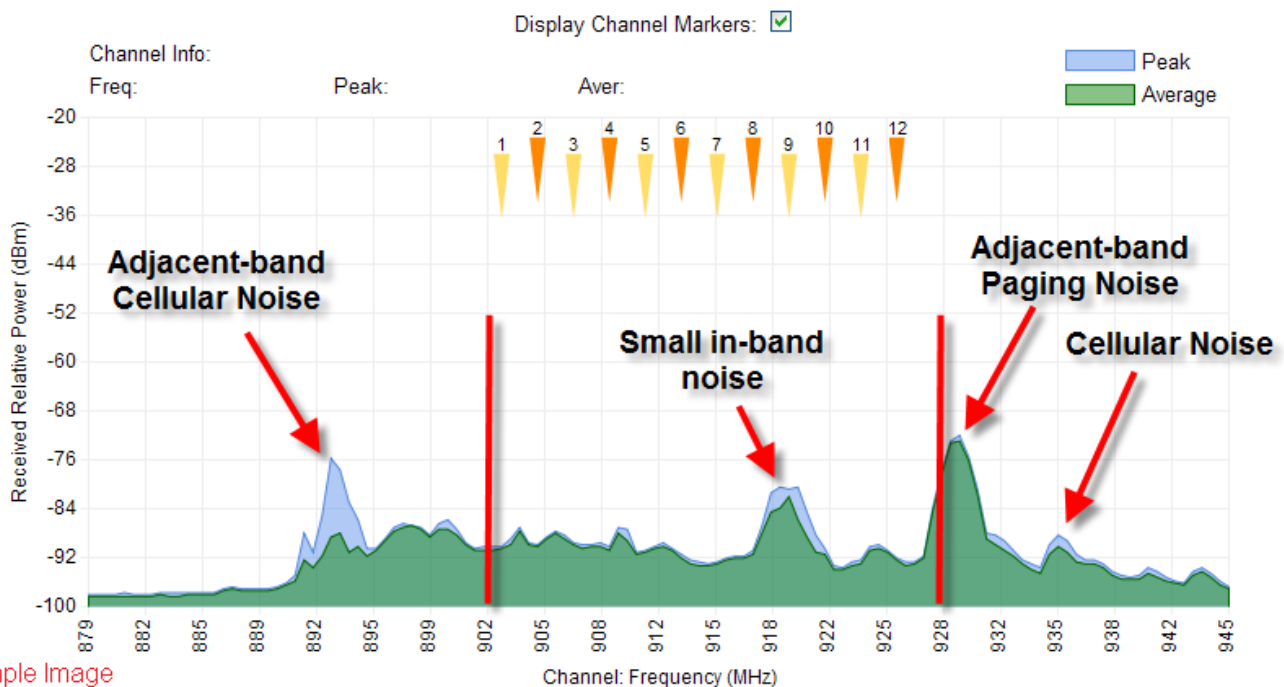 Display Channel Markers:
Channel Info:
Freq: Peak: Aver:
Peak
Average
-20
-28
-36
-44
-52
-60
-68
-76
-84
-92
-100
Received Relative Power (dBm)
1 2 3 4 5 6 7 8 9 10 11 12
Adjacent-band
Cellular Noise
Small in-band
noise
Adjacent-band
Paging Noise
Cellular Noise
879 882 885 889 892 895 899 902 905 908 912 915 918 922 925 928 932 935 938 942 945
Channel: Frequency (MHz)
ple Image